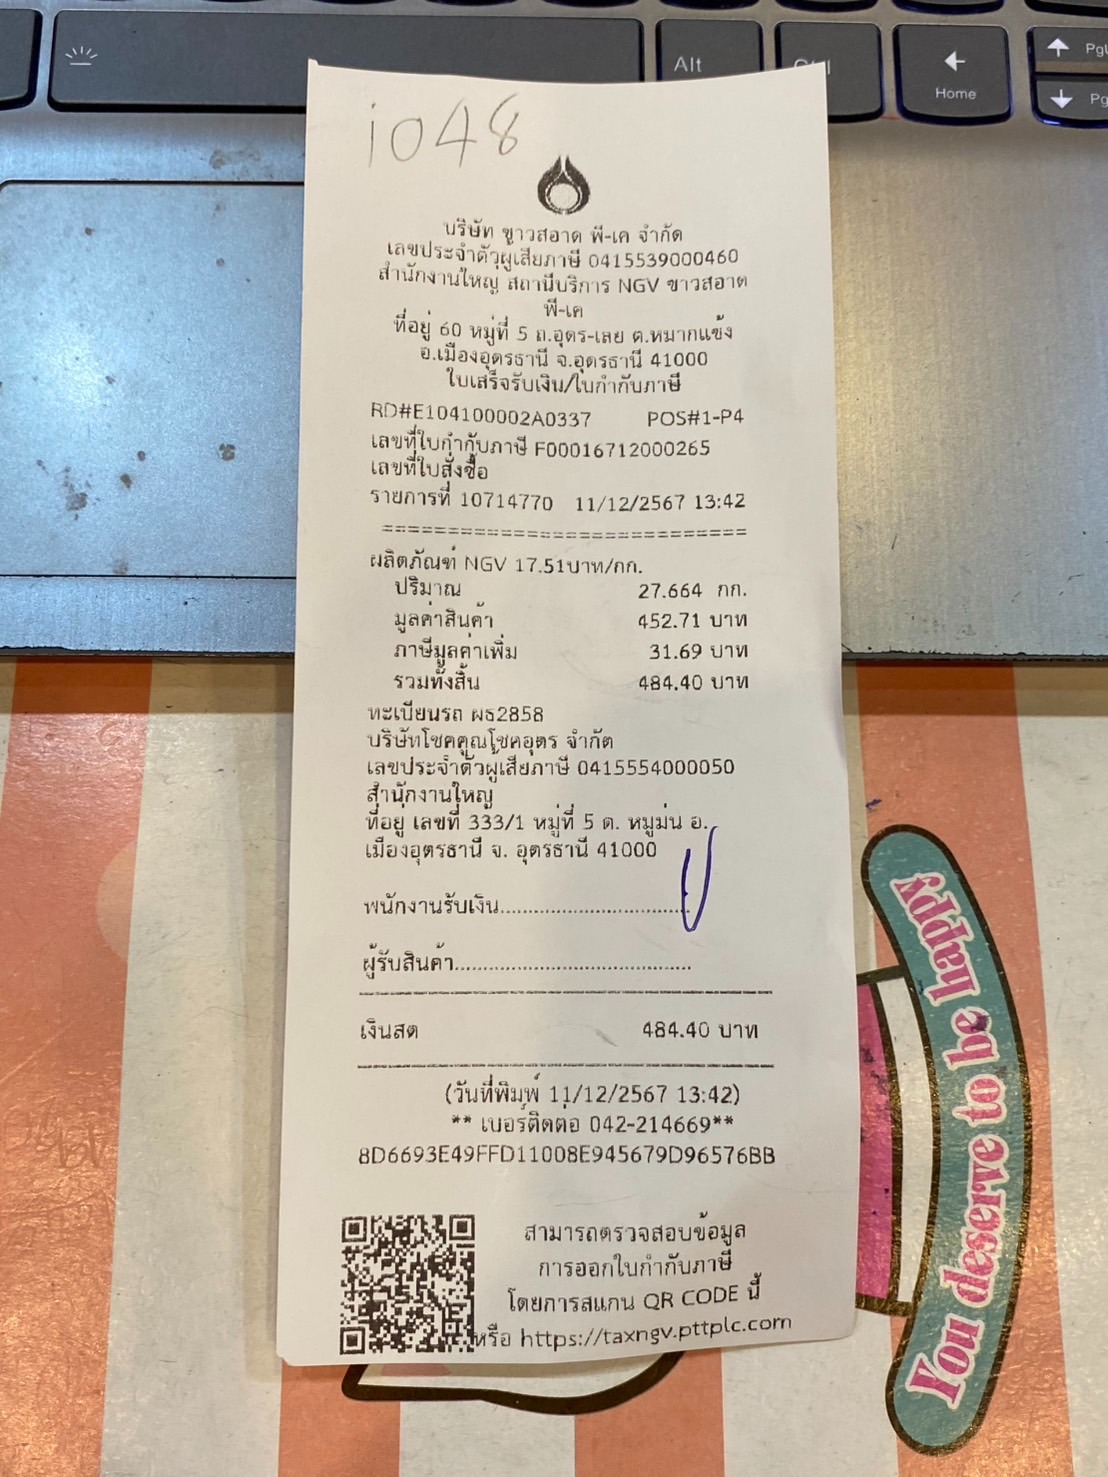 Alt
Ctrl
Home
PgU
Pg
i048
บริษัท ขาวสอาด พี-เค จำกัด
เลขประจำตัวผู้เสียภาษี 0415539000460
สำนักงานใหญ่ สถานีบริการ NGV ขาวสอาด
พี-เค
ที่อยู่ 60 หมู่ที่ 5 ถ.อุดร-เลย ต.หมากแข้ง
อ.เมืองอุดรธานี จ.อุดรธานี 41000
ใบเสร็จรับเงิน/ใบกำกับภาษี
RD#E104100002A0337 POS#1-P4
เลขที่ใบกำกับภาษี F00016712000265
เลขที่ใบสั่งซื้อ
รายการที่ 10714770 11/12/2567 13:42
============================
ผลิตภัณฑ์ NGV 17.51บาท/กก.
ปริมาณ 27.664 กก.
มูลค่าสินค้า 452.71 บาท
ภาษีมูลค่าเพิ่ม 31.69 บาท
รวมทั้งสิ้น 484.40 บาท
ทะเบียนรถ ผธ2858
บริษัทโชคคูณโชคอุดร จำกัด
เลขประจำตัวผู้เสียภาษี 0415554000050
สำนักงานใหญ่
ที่อยู่ เลขที่ 333/1 หมู่ที่ 5 ต. หมูม่น อ.
เมืองอุดรธานี จ. อุดรธานี 41000
พนักงานรับเงิน..................................
ผู้รับสินค้า..........................................
เงินสด 484.40 บาท
(วันที่พิมพ์ 11/12/2567 13:42)
** เบอร์ติดต่อ 042-214669**
8D6693E49FFD11008E945679D96576BB
สามารถตรวจสอบข้อมูล
การออกใบกำกับภาษี
โดยการสแกน QR CODE นี้
หรือ https://taxngv.pttplc.com
You deserve to be happy